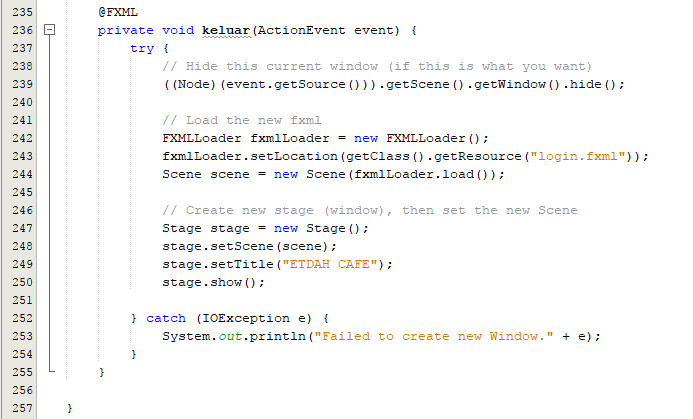 235 @FXML
236 private void keluar(ActionEvent event) {
237 try {
238 // Hide this current window (if this is what you want)
239 ((Node)(event.getSource())).getScene().getWindow().hide();
240
241 // Load the new fxml
242 FXMLLoader fxmlLoader = new FXMLLoader();
243 fxmlLoader.setLocation(getClass().getResource("login.fxml"));
244 Scene scene = new Scene(fxmlLoader.load());
245
246 // Create new stage (window), then set the new Scene
247 Stage stage = new Stage();
248 stage.setScene(scene);
249 stage.setTitle("ETDAH CAFE");
250 stage.show();
251
252 } catch (IOException e) {
253 System.out.println("Failed to create new Window." + e);
254 }
255 }
256
257 }